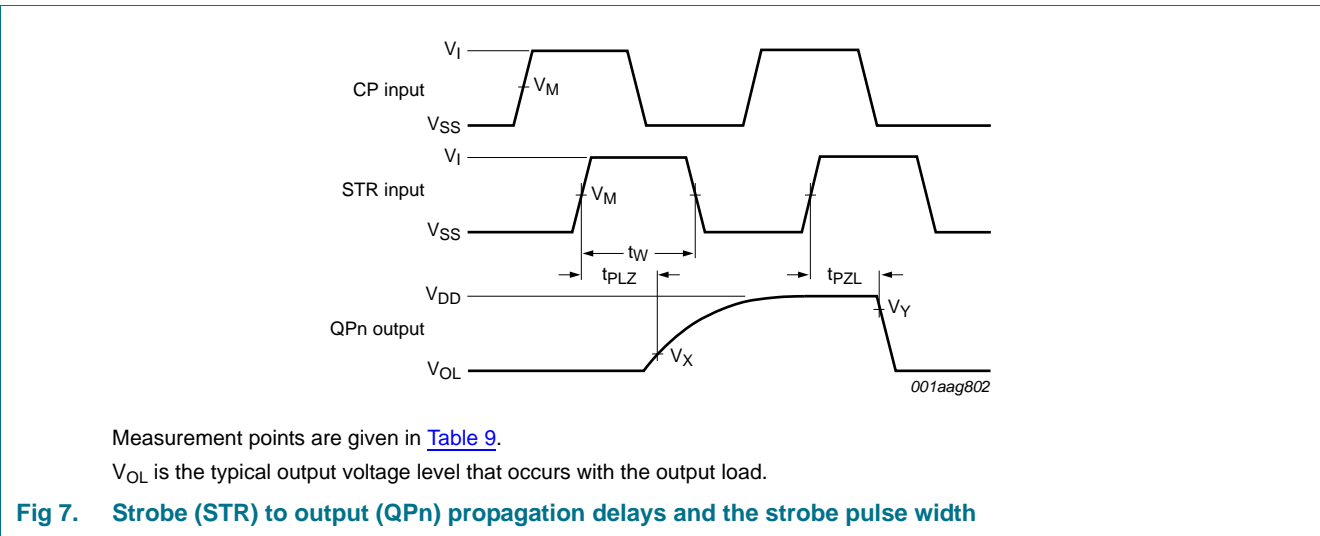 VI
CP input
VM
VSS
VI
STR input
VM
VSS
tW
tPLZ
tPZL
VDD
QPn output
VY
VX
VOL
001aag802
Measurement points are given in Table 9.
VOL is the typical output voltage level that occurs with the output load.
Fig 7. Strobe (STR) to output (QPn) propagation delays and the strobe pulse width